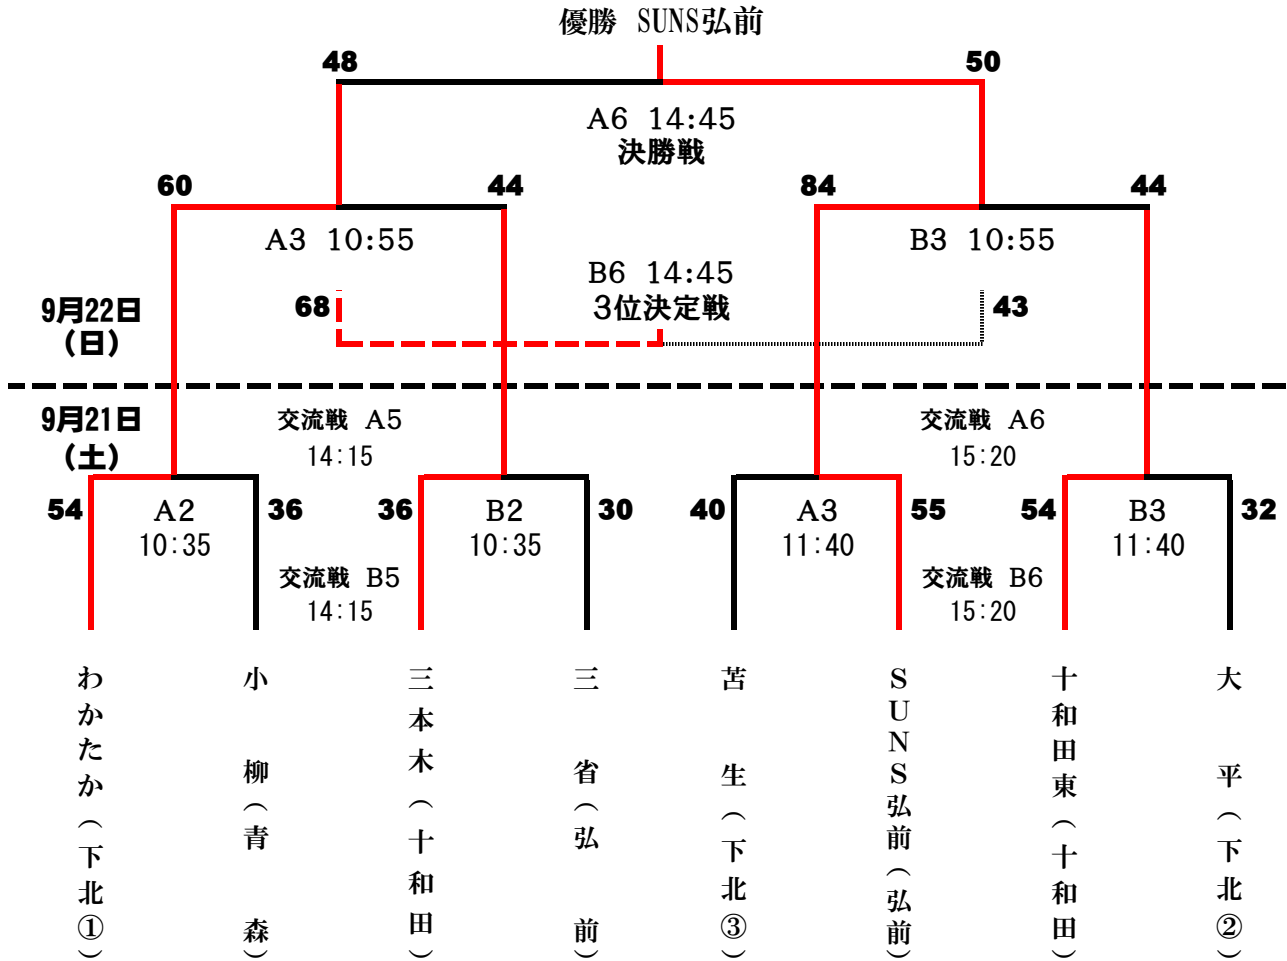 優勝 SUNS弘前
48
50
A6 14:45
決勝戦
60
44
84
44
A3 10:55
B3 10:55
B6 14:45
3位決定戦
68
43
9月22日
(日)
9月21日
(土)
交流戦 A5
14:15
交流戦 A6
15:20
54
A2
10:35
36
36
B2
10:35
30
40
A3
11:40
55
54
B3
11:40
32
交流戦 B5
14:15
交流戦 B6
15:20
わかたか(下北①)
小柳(青森)
三本木(十和田)
三省(弘前)
苫生(下北③)
SUNS弘前(弘前)
十和田東(十和田)
大平(下北②)